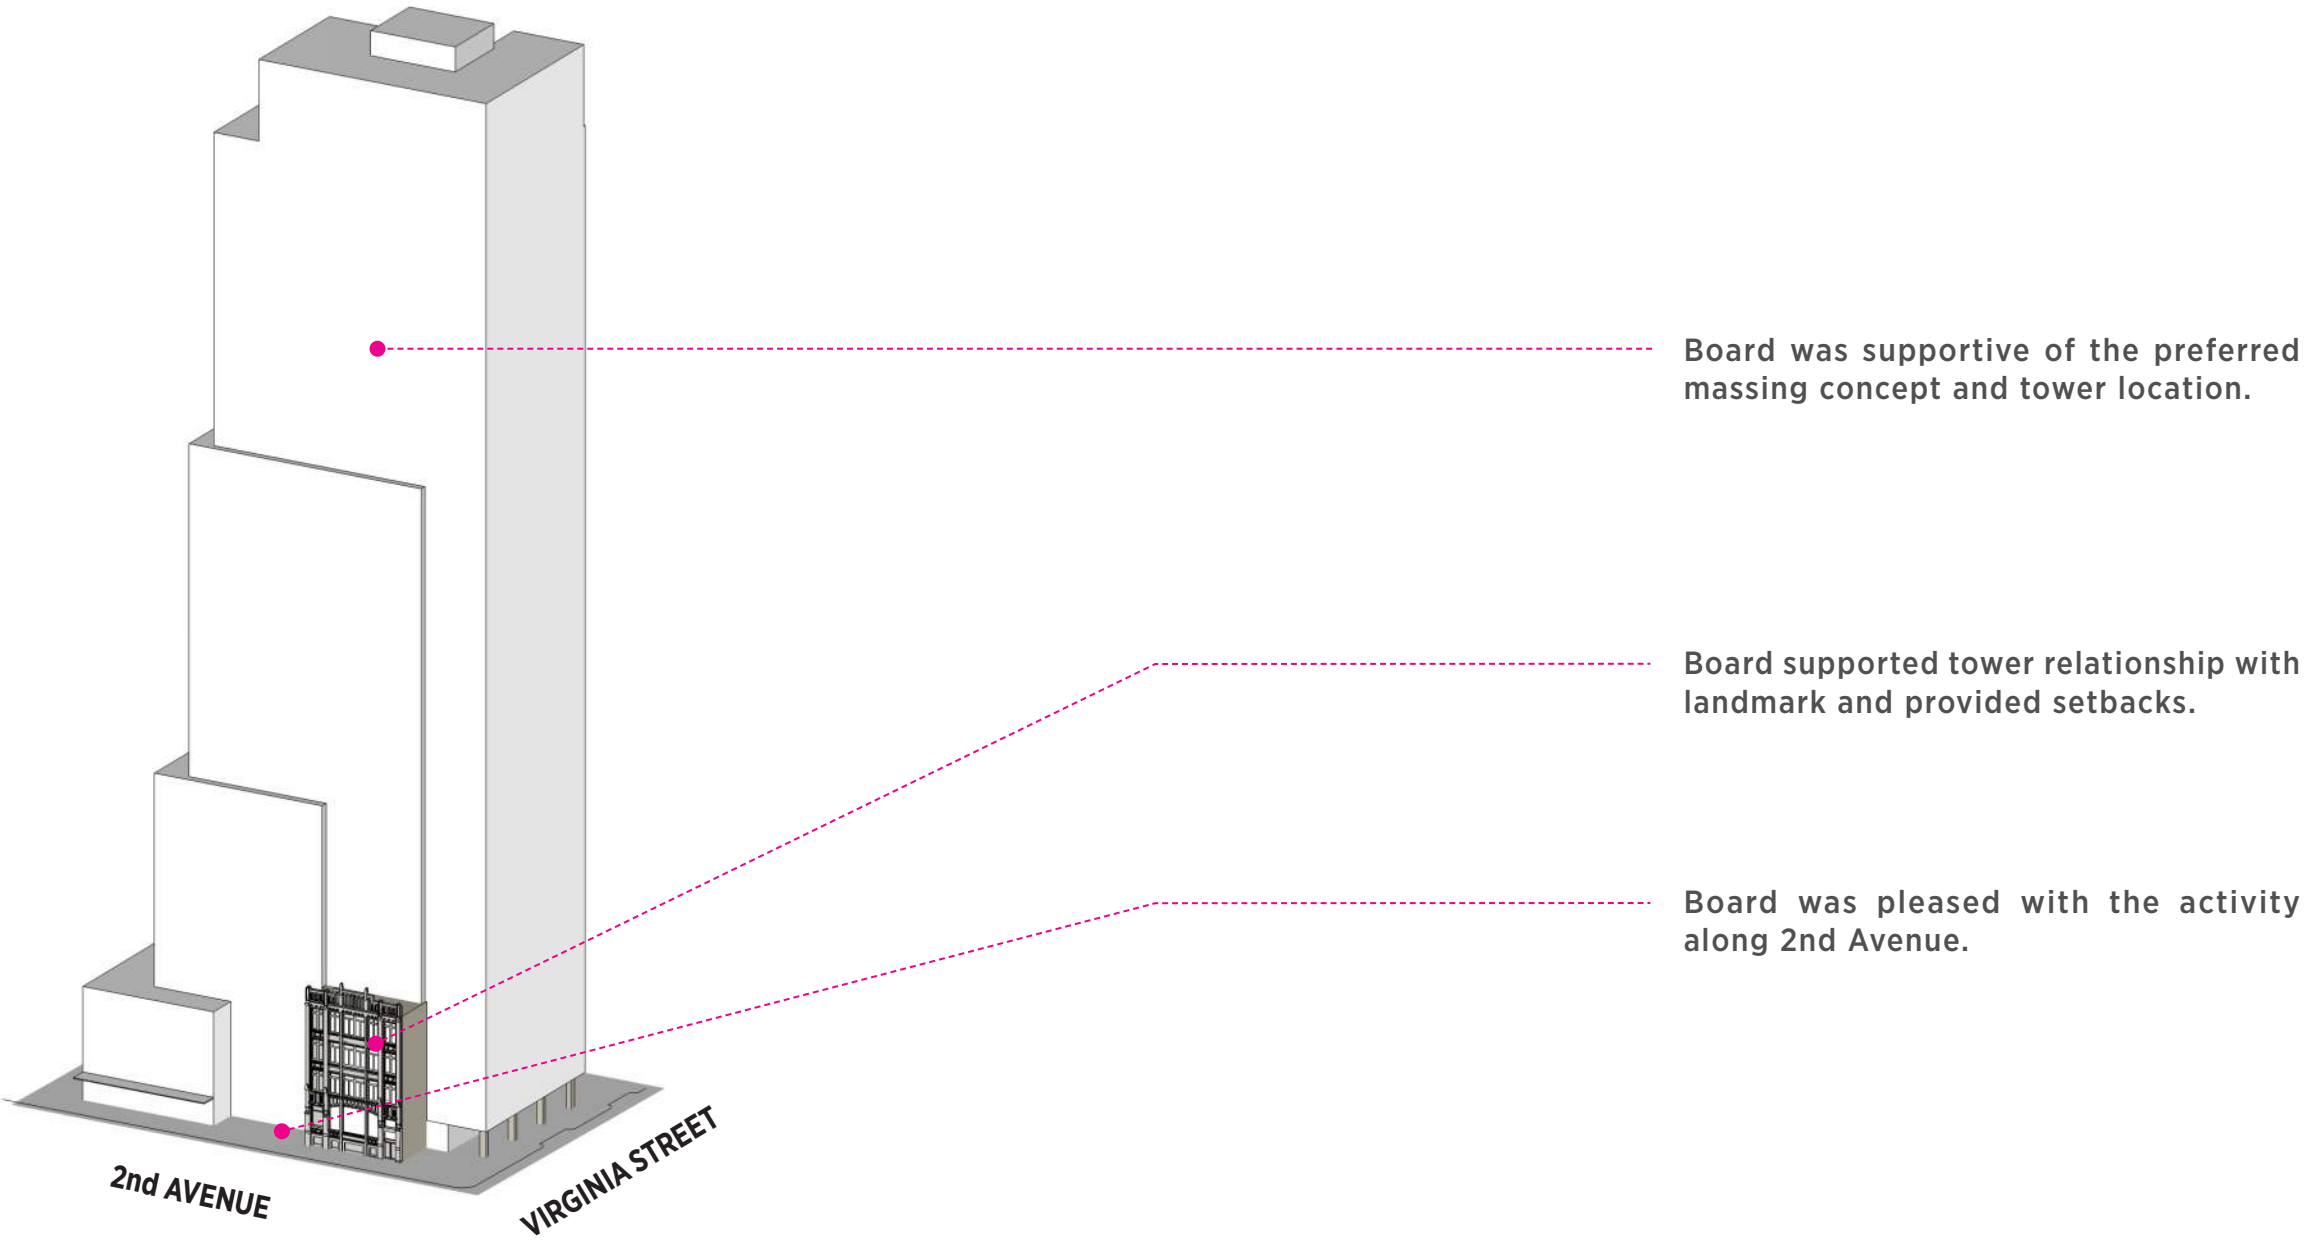 Board was supportive of the preferred
massing concept and tower location.
Board supported tower relationship with
landmark and provided setbacks.
Board was pleased with the activity
along 2nd Avenue.
2nd AVENUE
VIRGINIA STREET